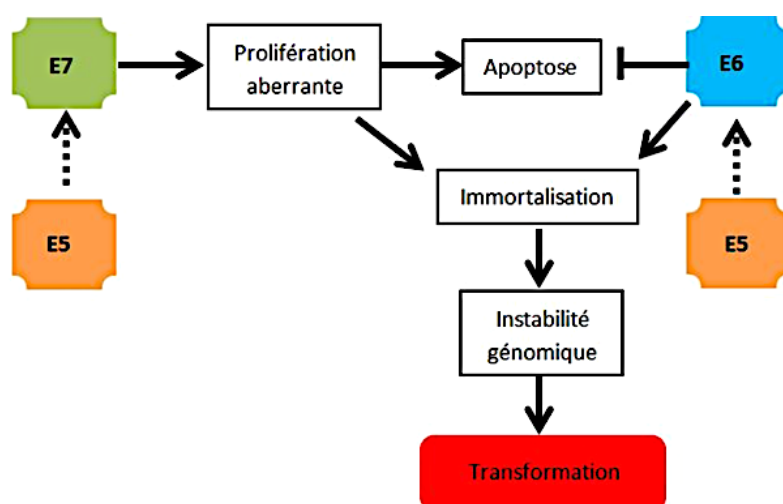 E7
Prolifération
aberrante
Apoptose
E6
Immortalisation
E5
E5
Instabilité
génomique
Transformation